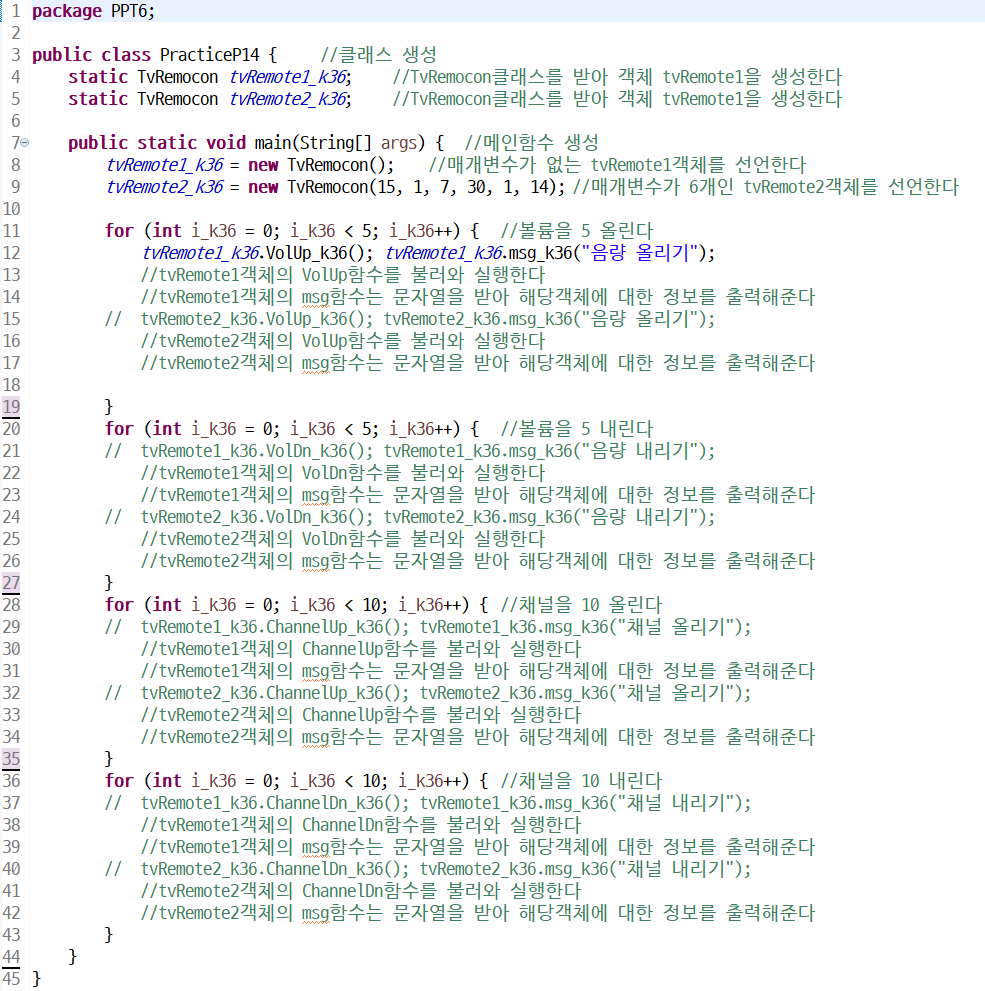 1 package PPT6;
2
3 public class PracticeP14 { //클래스 생성
4 static TvRemocon tvRemote1_k36; //TvRemocon클래스를 받아 객체 tvRemote1을 생성한다
5 static TvRemocon tvRemote2_k36; //TvRemocon클래스를 받아 객체 tvRemote1을 생성한다
6
7 public static void main(String[] args) { //메인함수 생성
8 tvRemote1_k36 = new TvRemocon(); //매개변수가 없는 tvRemote1객체를 선언한다
9 tvRemote2_k36 = new TvRemocon(15, 1, 7, 30, 1, 14); //매개변수가 6개인 tvRemote2객체를 선언한다
10
11 for (int i_k36 = 0; i_k36 < 5; i_k36++) { //볼륨을 5 올린다
12 tvRemote1_k36.VolUp_k36(); tvRemote1_k36.msg_k36("음량 올리기");
13 //tvRemote1객체의 VolUp함수를 불러와 실행한다
14 //tvRemote1객체의 msg함수는 문자열을 받아 해당객체에 대한 정보를 출력해준다
15 // tvRemote2_k36.VolUp_k36(); tvRemote2_k36.msg_k36("음량 올리기");
16 //tvRemote2객체의 VolUp함수를 불러와 실행한다
17 //tvRemote2객체의 msg함수는 문자열을 받아 해당객체에 대한 정보를 출력해준다
18
19 }
20 for (int i_k36 = 0; i_k36 < 5; i_k36++) { //볼륨을 5 내린다
21 // tvRemote1_k36.VolDn_k36(); tvRemote1_k36.msg_k36("음량 내리기");
22 //tvRemote1객체의 VolDn함수를 불러와 실행한다
23 //tvRemote1객체의 msg함수는 문자열을 받아 해당객체에 대한 정보를 출력해준다
24 // tvRemote2_k36.VolDn_k36(); tvRemote2_k36.msg_k36("음량 내리기");
25 //tvRemote2객체의 VolDn함수를 불러와 실행한다
26 //tvRemote2객체의 msg함수는 문자열을 받아 해당객체에 대한 정보를 출력해준다
27 }
28 for (int i_k36 = 0; i_k36 < 10; i_k36++) { //채널을 10 올린다
29 // tvRemote1_k36.ChannelUp_k36(); tvRemote1_k36.msg_k36("채널 올리기");
30 //tvRemote1객체의 ChannelUp함수를 불러와 실행한다
31 //tvRemote1객체의 msg함수는 문자열을 받아 해당객체에 대한 정보를 출력해준다
32 // tvRemote2_k36.ChannelUp_k36(); tvRemote2_k36.msg_k36("채널 올리기");
33 //tvRemote2객체의 ChannelUp함수를 불러와 실행한다
34 //tvRemote2객체의 msg함수는 문자열을 받아 해당객체에 대한 정보를 출력해준다
35 }
36 for (int i_k36 = 0; i_k36 < 10; i_k36++) { //채널을 10 내린다
37 // tvRemote1_k36.ChannelDn_k36(); tvRemote1_k36.msg_k36("채널 내리기");
38 //tvRemote1객체의 ChannelDn함수를 불러와 실행한다
39 //tvRemote1객체의 msg함수는 문자열을 받아 해당객체에 대한 정보를 출력해준다
40 // tvRemote2_k36.ChannelDn_k36(); tvRemote2_k36.msg_k36("채널 내리기");
41 //tvRemote2객체의 ChannelDn함수를 불러와 실행한다
42 //tvRemote2객체의 msg함수는 문자열을 받아 해당객체에 대한 정보를 출력해준다
43 }
44 }
45 }